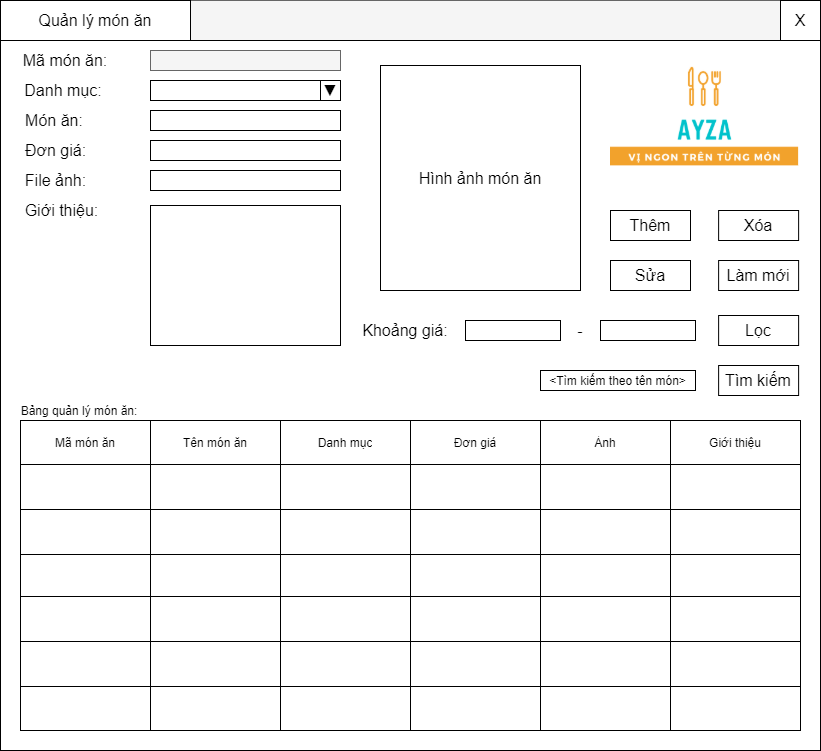 Quản lý món ăn
X
Mã món ăn:
Danh mục:
Món ăn:
Đơn giá:
File ảnh:
Giới thiệu:
Hình ảnh món ăn
AYZA
VỊ NGON TRÊN TỪNG MÓN
Thêm
Xóa
Sửa
Làm mới
Khoảng giá:
-
Lọc
<Tìm kiếm theo tên món>
Tìm kiếm
Bảng quản lý món ăn:
Mã món ăn
Tên món ăn
Danh mục
Đơn giá
Ảnh
Giới thiệu